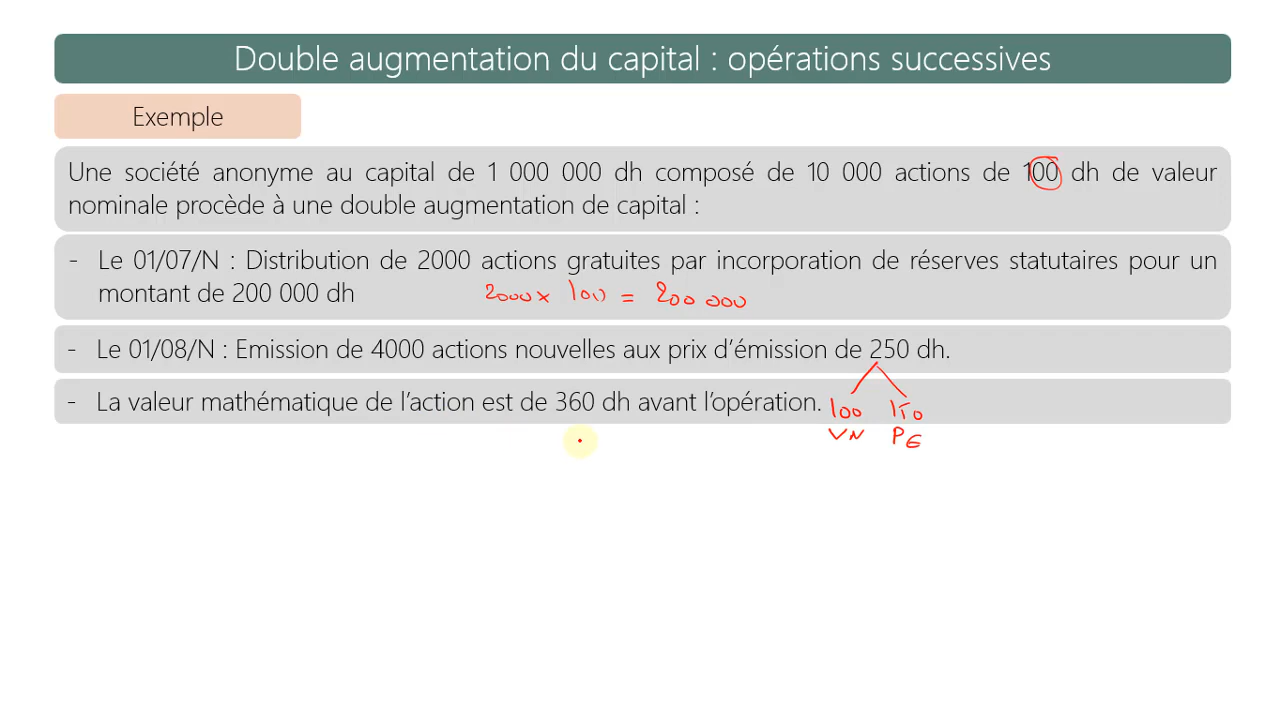 Double augmentation du capital : opérations successives
Exemple
Une société anonyme au capital de 1 000 000 dh composé de 10 000 actions de 100 dh de valeur
nominale procède à une double augmentation de capital :
- Le 01/07/N : Distribution de 2000 actions gratuites par incorporation de réserves statutaires pour un
montant de 200 000 dh
2000 x 100 = 200 000
- Le 01/08/N : Emission de 4000 actions nouvelles aux prix d’émission de 250 dh.
- La valeur mathématique de l’action est de 360 dh avant l’opération.
100 150
VN PE